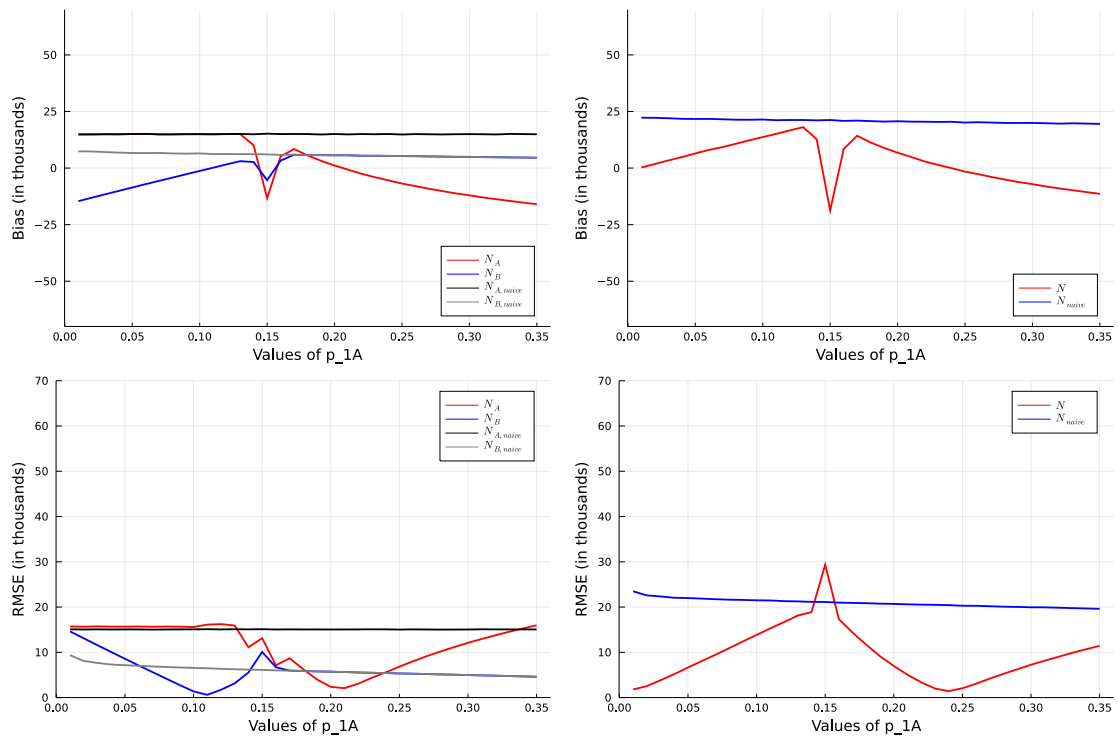 Bias (in thousands)
50
25
0
−25
−50
0.00 0.05 0.10 0.15 0.20 0.25 0.30 0.35
Values of p_1A
N_A
N_B
N_A,naive
N_B,naive
Bias (in thousands)
50
25
0
−25
−50
0.00 0.05 0.10 0.15 0.20 0.25 0.30 0.35
Values of p_1A
N
N_naive
RMSE (in thousands)
70
60
50
40
30
20
10
0
0.00 0.05 0.10 0.15 0.20 0.25 0.30 0.35
Values of p_1A
N_A
N_B
N_A,naive
N_B,naive
RMSE (in thousands)
70
60
50
40
30
20
10
0
0.00 0.05 0.10 0.15 0.20 0.25 0.30 0.35
Values of p_1A
N
N_naive